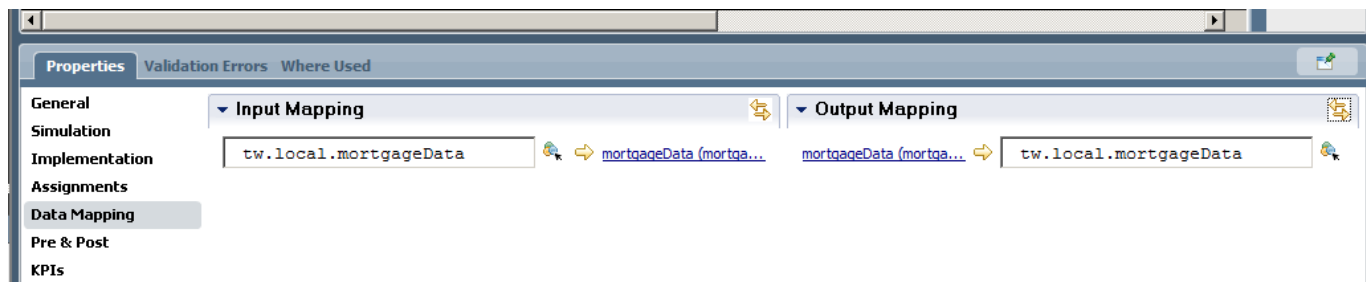 Properties Validation Errors Where Used
General
Input Mapping
Output Mapping
Simulation
Implementation
tw.local.mortgageData
mortgageData (mortga...
mortgageData (mortga...
tw.local.mortgageData
Assignments
Data Mapping
Pre & Post
KPIs